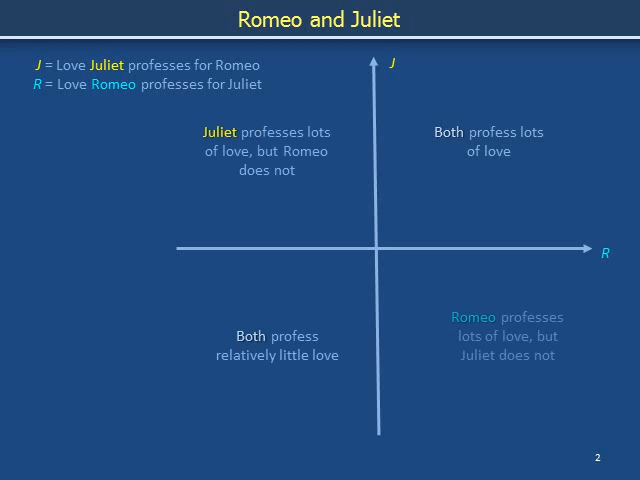 Romeo and Juliet
J = Love Juliet professes for Romeo
R = Love Romeo professes for Juliet
J
Juliet professes lots
of love, but Romeo
does not
Both profess lots
of love
R
Both profess
relatively little love
Romeo professes
lots of love, but
Juliet does not
2